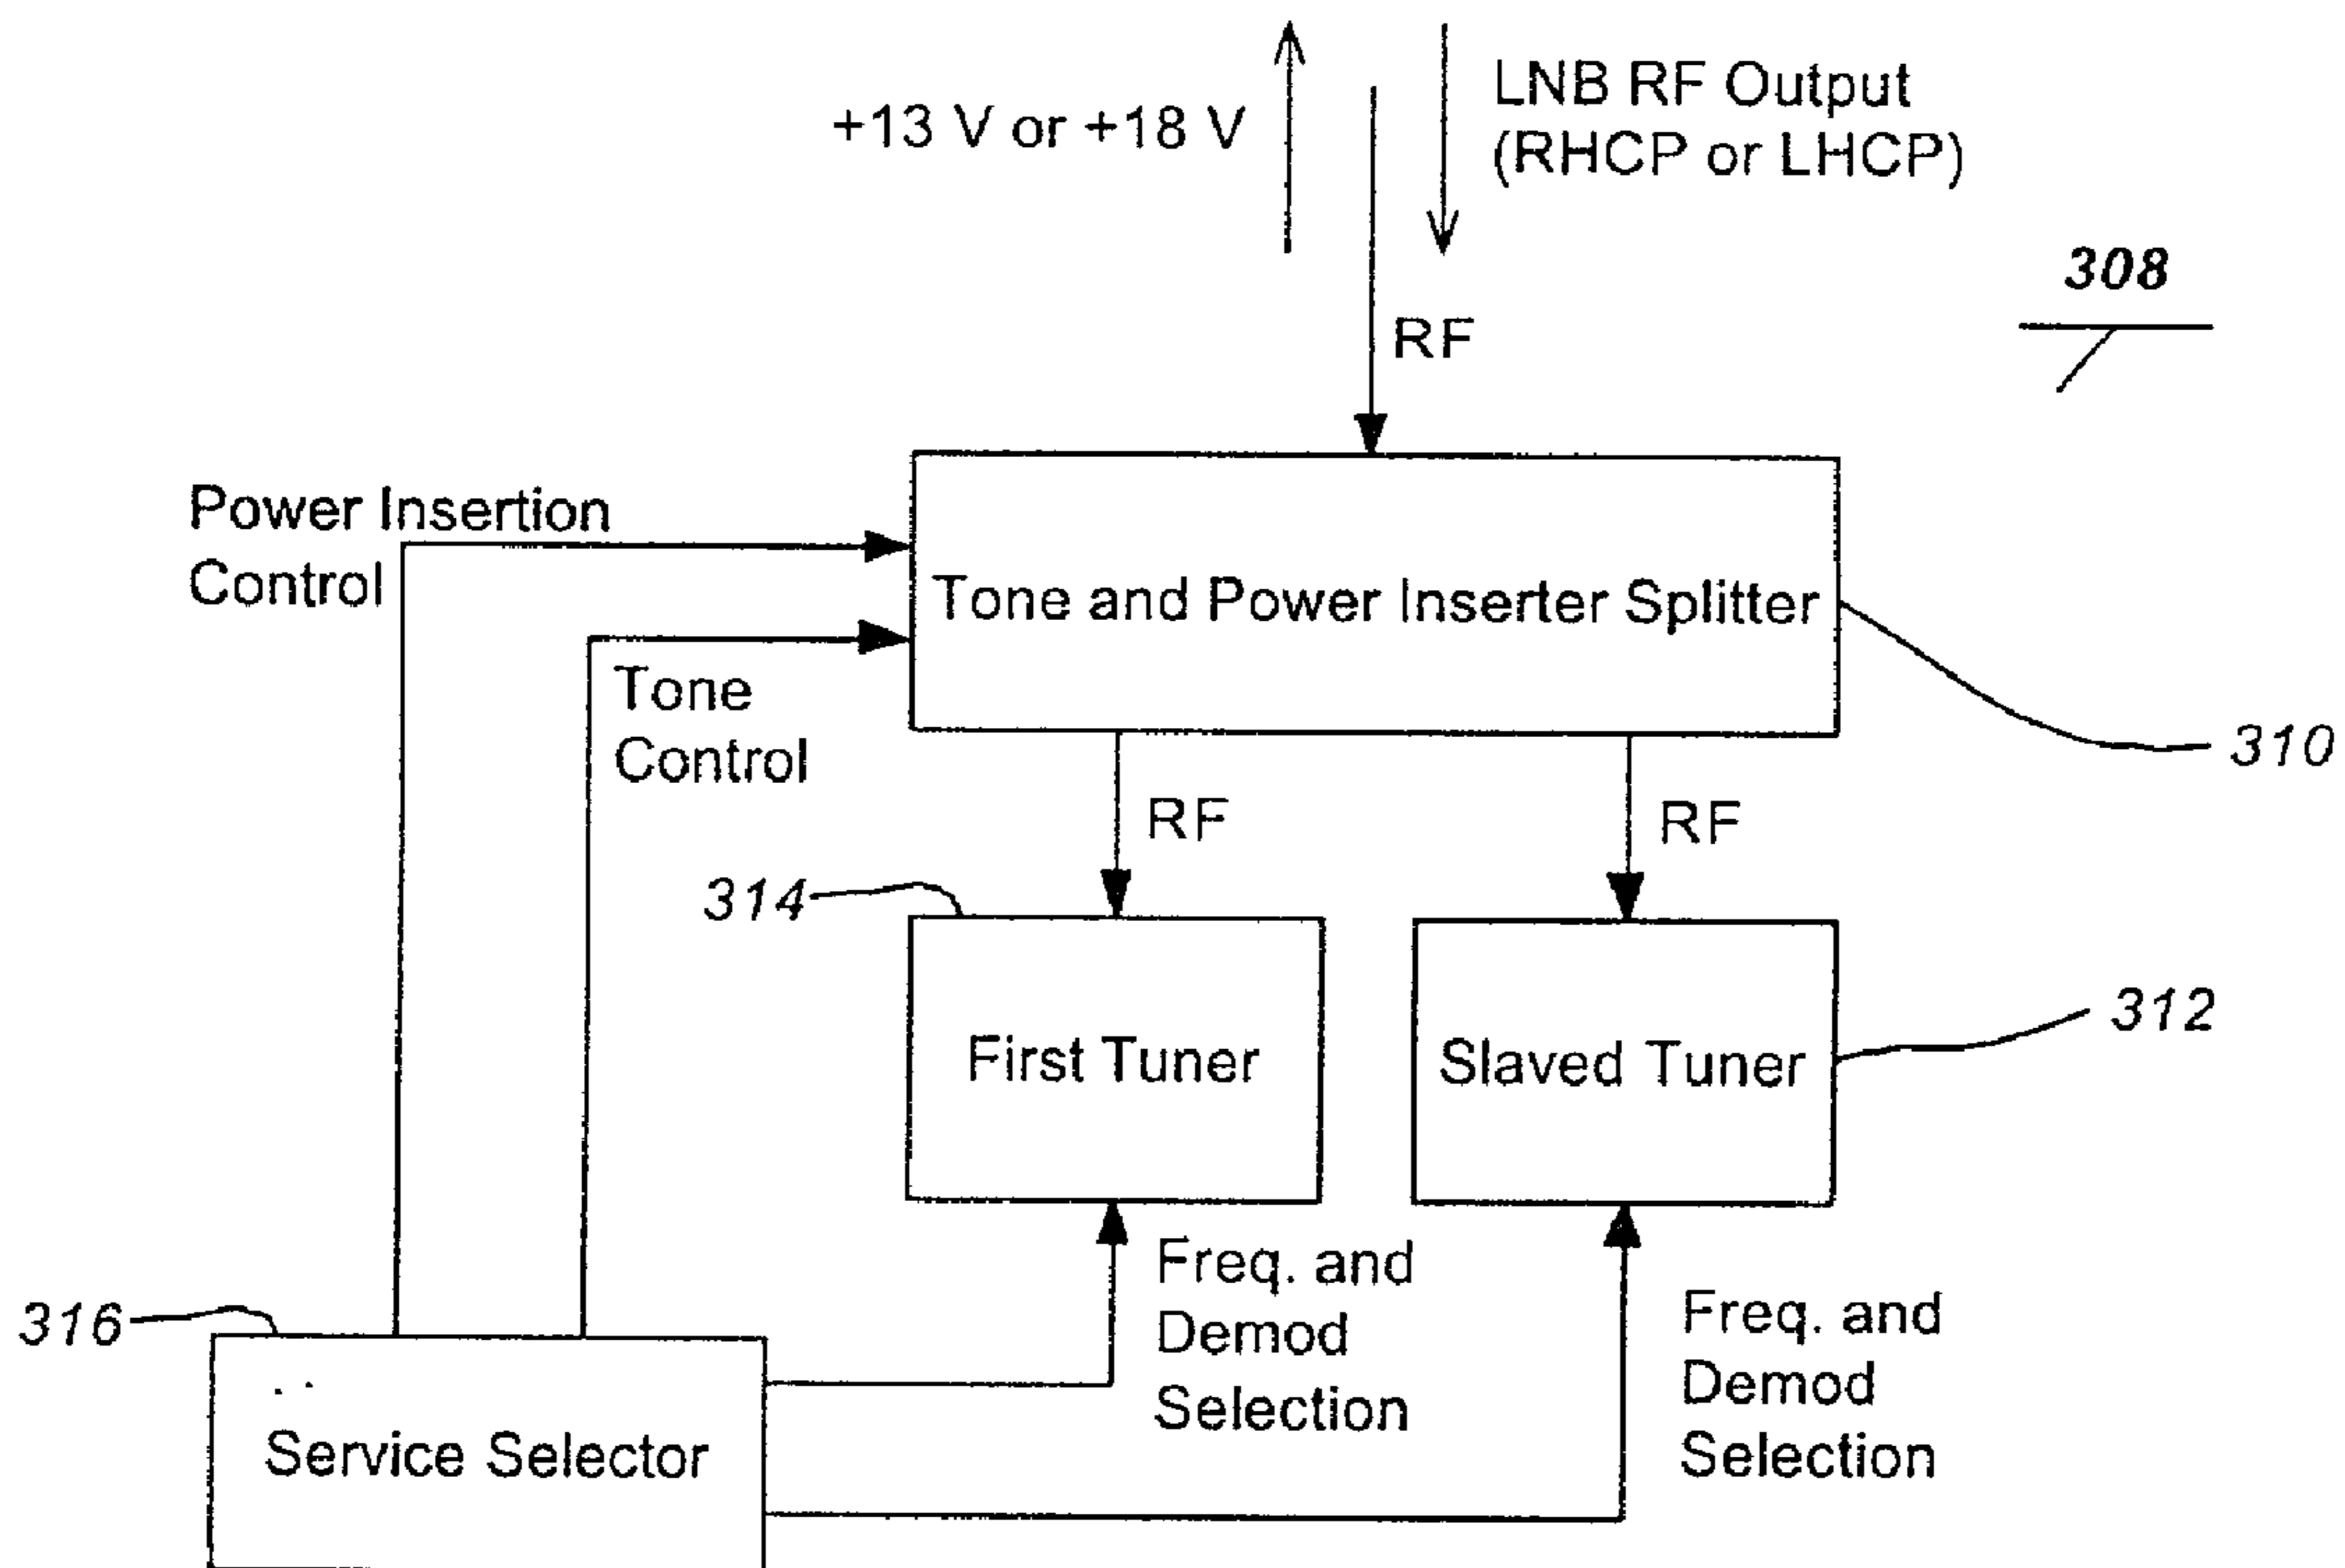 +13 V or +18 V
LNB RF Output
(RHCP or LHCP)
308
RF
Power Insertion
Control
Tone and Power Inserter Splitter
Tone
Control
310
RF
RF
314
First Tuner
Slaved Tuner
312
Freq. and
Demod
Selection
Freq. and
Demod
Selection
316
Service Selector